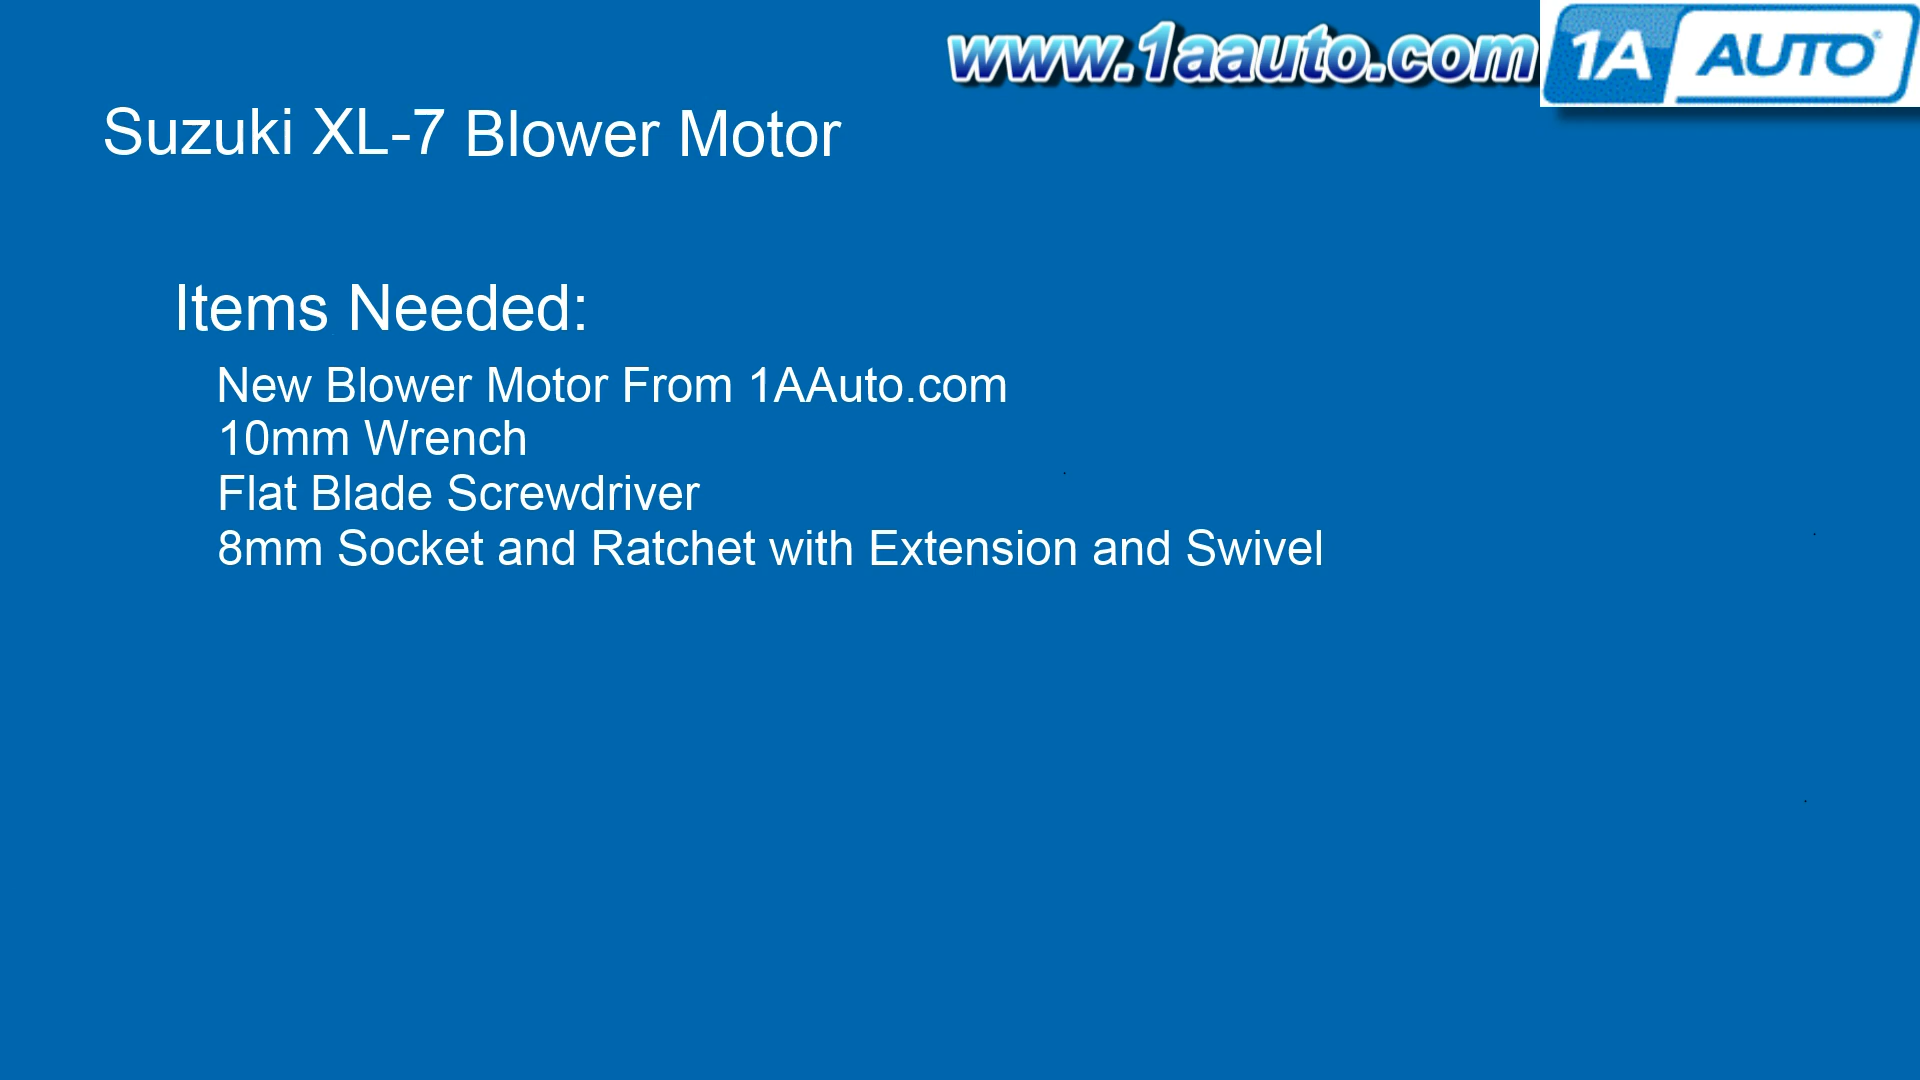 www.1aauto.com 1A AUTO®
Suzuki XL-7 Blower Motor
Items Needed:
New Blower Motor From 1AAuto.com
10mm Wrench
Flat Blade Screwdriver
8mm Socket and Ratchet with Extension and Swivel